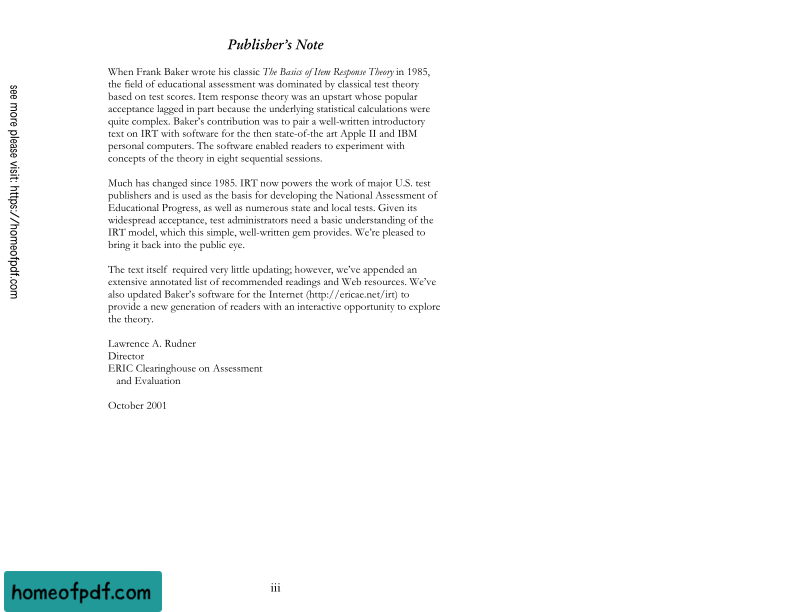 Publisher's Note
When Frank Baker wrote his classic The Basics of Item Response Theory in 1985,
the field of educational assessment was dominated by classical test theory
based on test scores. Item response theory was an upstart whose popular
acceptance lagged in part because the underlying statistical calculations were
quite complex. Baker's contribution was to pair a well-written introductory
text on IRT with software for the then state-of-the art Apple II and IBM
personal computers. The software enabled readers to experiment with
concepts of the theory in eight sequential sessions.
Much has changed since 1985. IRT now powers the work of major U.S. test
publishers and is used as the basis for developing the National Assessment of
Educational Progress, as well as numerous state and local tests. Given its
widespread acceptance, test administrators need a basic understanding of the
IRT model, which this simple, well-written gem provides. We're pleased to
bring it back into the public eye.
The text itself required very little updating; however, we've appended an
extensive annotated list of recommended readings and Web resources. We've
also updated Baker's software for the Internet (http://ericae.net/irt) to
provide a new generation of readers with an interactive opportunity to explore
the theory.
Lawrence A. Rudner
Director
ERIC Clearinghouse on Assessment
and Evaluation
October 2001
iii
see more please visit: https://homeofpdf.com
homeofpdf.com